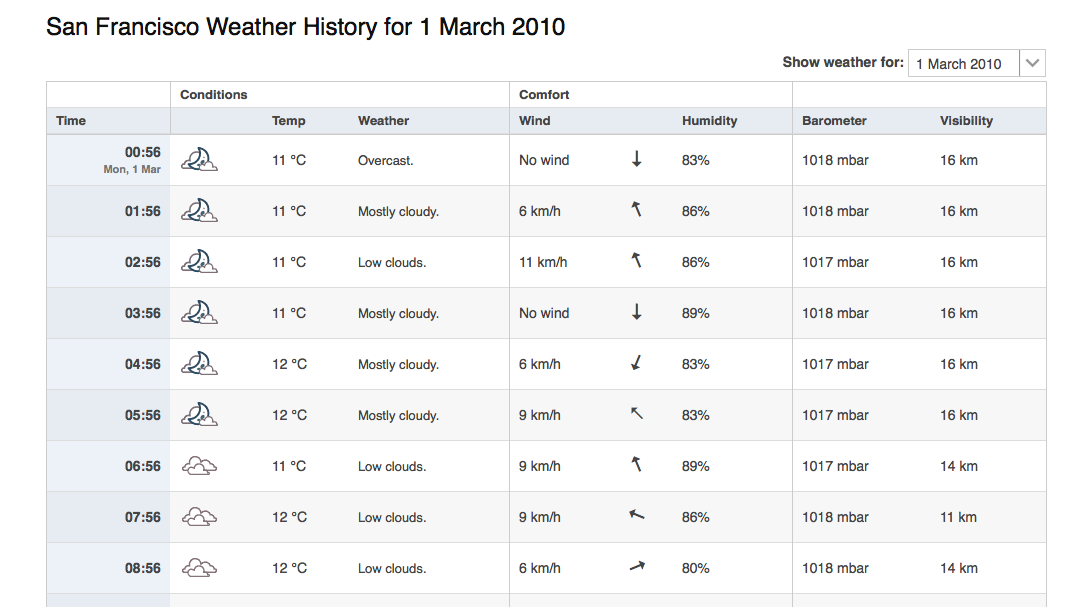 San Francisco Weather History for 1 March 2010
Show weather for: 1 March 2010
Conditions Comfort
Time Temp Weather Wind Humidity Barometer Visibility
00:56 11 °C Overcast. No wind 83% 1018 mbar 16 km
Mon, 1 Mar
01:56 11 °C Mostly cloudy. 6 km/h 86% 1018 mbar 16 km
02:56 11 °C Low clouds. 11 km/h 86% 1017 mbar 16 km
03:56 11 °C Mostly cloudy. No wind 89% 1018 mbar 16 km
04:56 12 °C Mostly cloudy. 6 km/h 83% 1017 mbar 16 km
05:56 12 °C Mostly cloudy. 9 km/h 83% 1017 mbar 16 km
06:56 11 °C Low clouds. 9 km/h 89% 1017 mbar 14 km
07:56 12 °C Low clouds. 9 km/h 86% 1018 mbar 11 km
08:56 12 °C Low clouds. 6 km/h 80% 1018 mbar 14 km